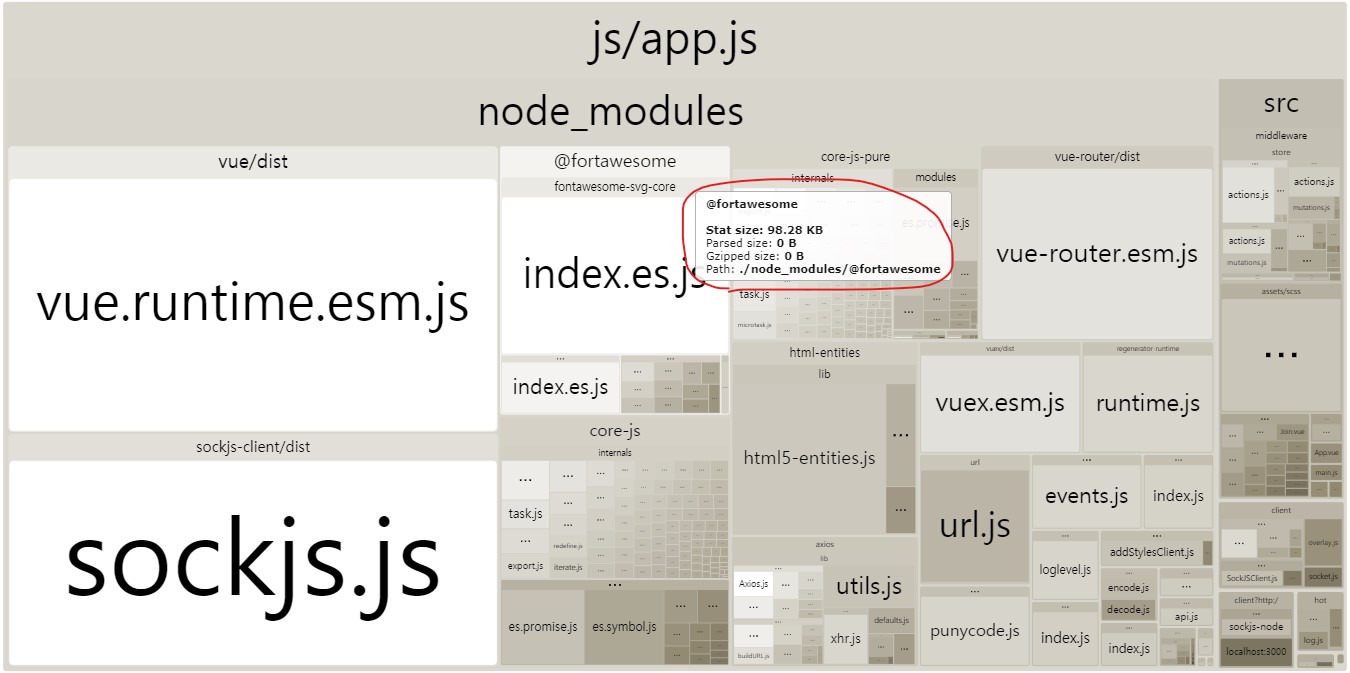 js/app.js
node_modules
src
middleware
store
actions.js
...
actions.js
mutations.js
actions.js
mutations.js
...
...
assets/scss
...
...
Join.vue
App.vue
main.js
client
...
...
overlay.js
SockJSClient.js
socket.js
client?http:/
sockjs-node
localhost:3000
hot
...
log.js
vue/dist
vue.runtime.esm.js
sockjs-client/dist
sockjs.js
@fortawesome
fontawesome-svg-core
index.es.js
...
index.es.js
...
core-js
internals
...
task.js
...
export.js
redefine.js
iterate.js
...
es.promise.js
es.symbol.js
...
core-js-pure
internals
modules
@fortawesome
Stat size: 98.28 KB
Parsed size: 0 B
Gzipped size: 0 B
Path: ./node_modules/@fortawesome
task.js
microtask.js
...
vue-router/dist
vue-router.esm.js
html-entities
lib
html5-entities.js
...
...
axios
lib
Axios.js
...
...
...
buildURL.js
utils.js
xhr.js
defaults.js
...
vuex/dist
vuex.esm.js
regenerator-runtime
runtime.js
url
url.js
...
punycode.js
...
events.js
...
index.js
...
loglevel.js
...
index.js
...
addStylesClient.js
encode.js
decode.js
...
index.js
...
api.js